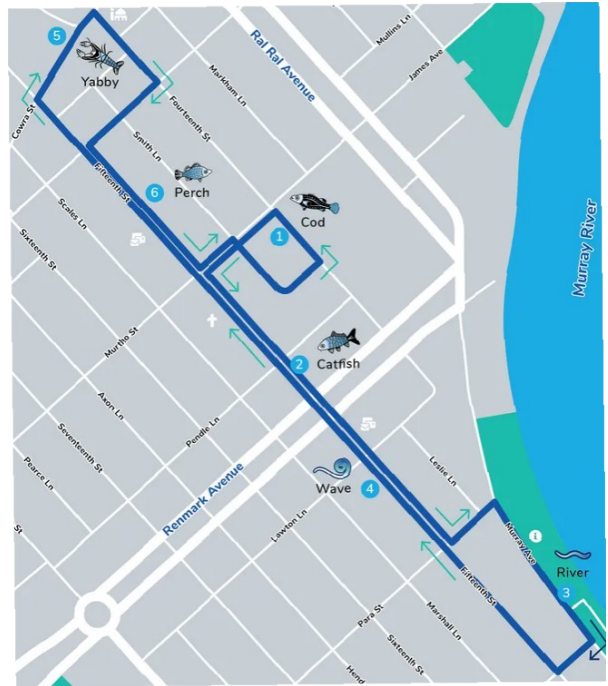 Mullins Ln
5
Ral Ral Avenue
James Ave
Yabby
Markham Ln
Fourteenth St
Cowra St
Smith Ln
Fifteenth St
6
Perch
Cod
1
Scales Ln
Sixteenth St
Murray River
Murtho St
2
Catfish
Axon Ln
Pendle Ln
Seventeenth St
Pearce Ln
Leslie Ln
Wave
4
Renmark Avenue
Lawton Ln
St
Murray Ave
i
River
3
Fifteenth St
Para St
Marshall Ln
Sixteenth St
Hend